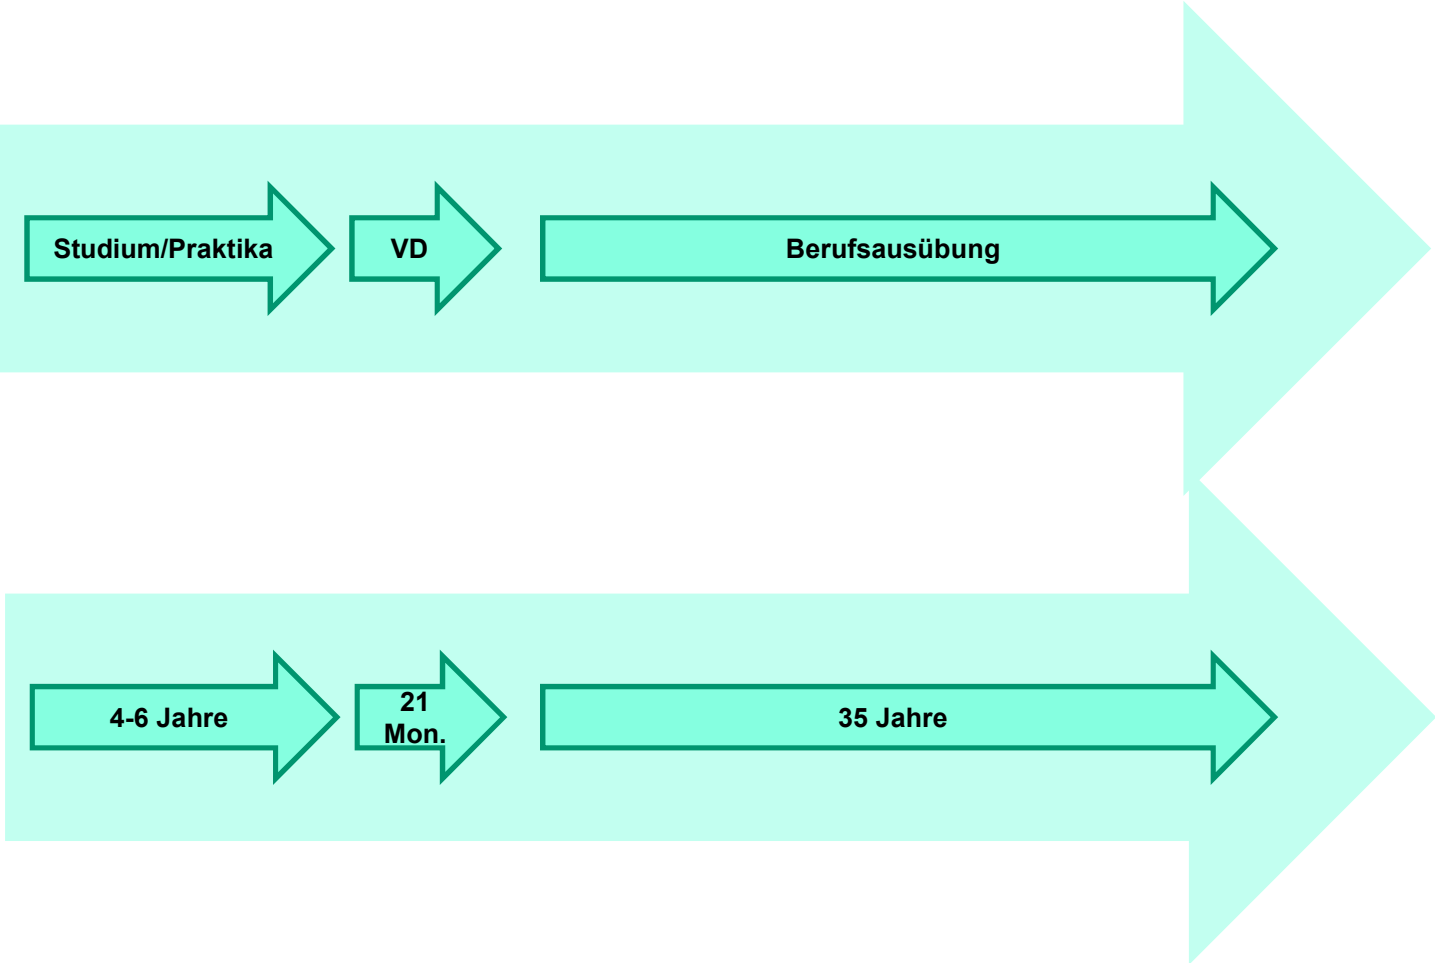 Studium/Praktika
VD
Berufsausübung
4-6 Jahre
21
Mon.
35 Jahre